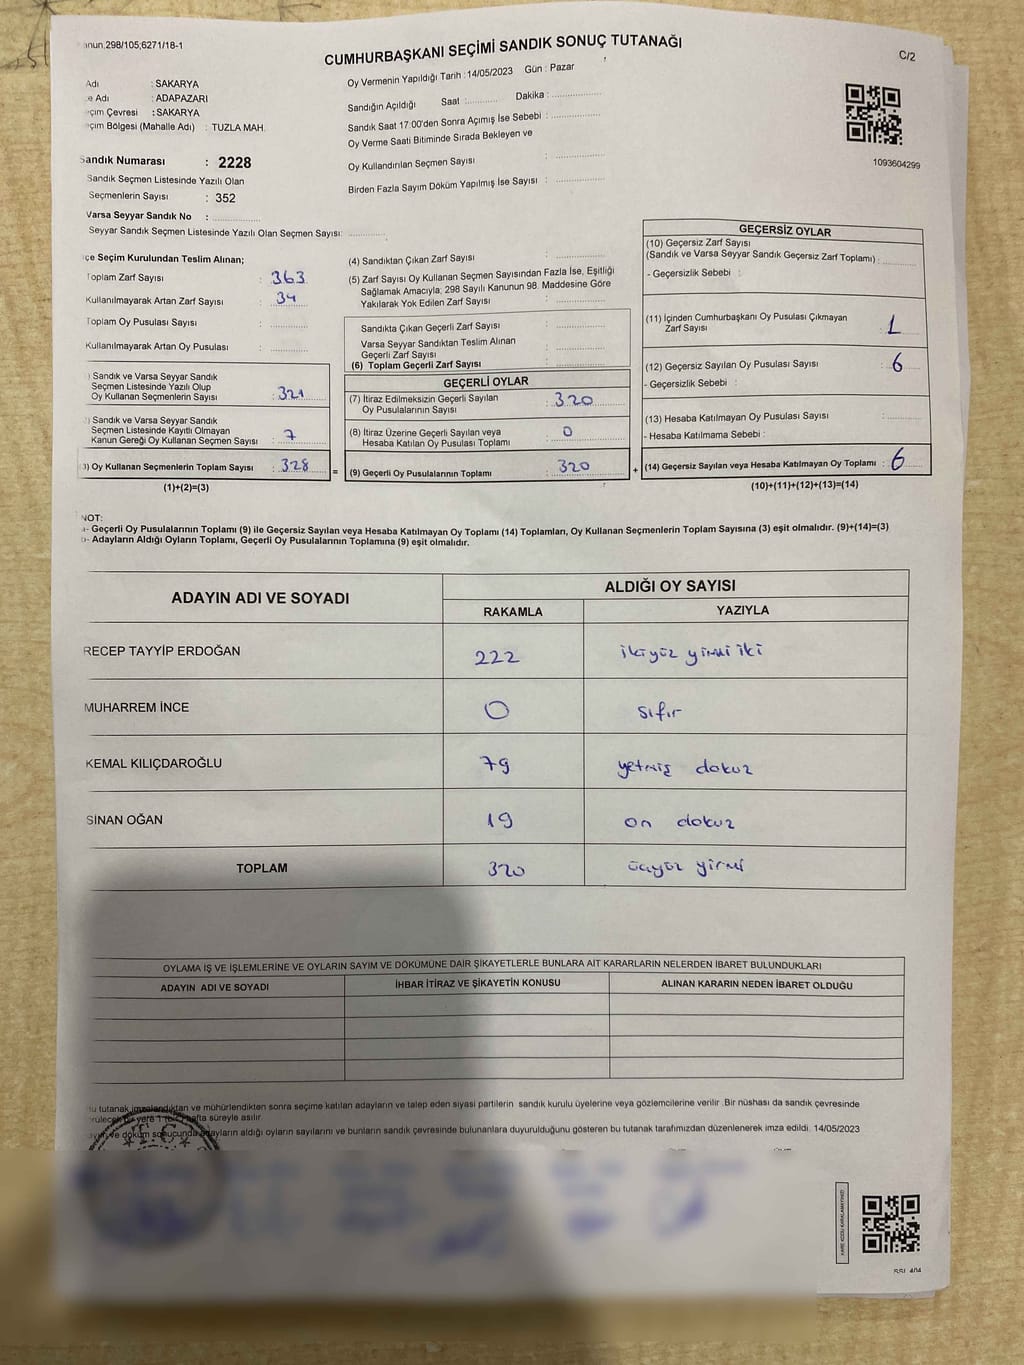 CUMHURBAŞKANI SEÇİMİ SANDIK SONUÇ TUTANAĞI
C/2
298/105;6271/18-1
Adı : SAKARYA
Adı : ADAPAZARI
Çevresi : SAKARYA
Bölgesi (Mahalle Adı) : TUZLA MAH.
Sandık Numarası : 2228
Sandık Seçmen Listesinde Yazılı Olan
Seçmenlerin Sayısı : 352
Varsa Seyyar Sandık No :
Seyyar Sandık Seçmen Listesinde Yazılı Olan Seçmen Sayısı:
Oy Vermenin Yapıldığı Tarih : 14/05/2023 Gün : Pazar
Sandığın Açıldığı Saat : Dakika :
Sandık Saat 17:00'den Sonra Açımış İse Sebebi :
Oy Verme Saati Bitiminde Sırada Bekleyen ve
Oy Kullandırılan Seçmen Sayısı :
Birden Fazla Sayım Döküm Yapılmış İse Sayısı :
1093604299
Seçim Kurulundan Teslim Alınan;
Toplam Zarf Sayısı : 363
Kullanılmayarak Artan Zarf Sayısı : 34
Toplam Oy Pusulası Sayısı :
Kullanılmayarak Artan Oy Pusulası :
) Sandık ve Varsa Seyyar Sandık
Seçmen Listesinde Yazılı Olup
Oy Kullanan Seçmenlerin Sayısı : 321
) Sandık ve Varsa Seyyar Sandık
Seçmen Listesinde Kayıtlı Olmayan
Kanun Gereği Oy Kullanan Seçmen Sayısı : 7
3) Oy Kullanan Seçmenlerin Toplam Sayısı : 328
(1)+(2)=(3)
(4) Sandıktan Çıkan Zarf Sayısı :
(5) Zarf Sayısı Oy Kullanan Seçmen Sayısından Fazla İse, Eşitliği
Sağlamak Amacıyla, 298 Sayılı Kanunun 98. Maddesine Göre
Yakılarak Yok Edilen Zarf Sayısı :
Sandıkta Çıkan Geçerli Zarf Sayısı :
Varsa Seyyar Sandıktan Teslim Alınan
Geçerli Zarf Sayısı :
(6) Toplam Geçerli Zarf Sayısı :
GEÇERLİ OYLAR
(7) İtiraz Edilmeksizin Geçerli Sayılan
Oy Pusulalarının Sayısı : 320
(8) İtiraz Üzerine Geçerli Sayılan veya
Hesaba Katılan Oy Pusulası Toplamı : 0
= (9) Geçerli Oy Pusulalarının Toplamı : 320 +
GEÇERSİZ OYLAR
(10) Geçersiz Zarf Sayısı
(Sandık ve Varsa Seyyar Sandık Geçersiz Zarf Toplamı) :
- Geçersizlik Sebebi :
(11) İçinden Cumhurbaşkanı Oy Pusulası Çıkmayan
Zarf Sayısı : 1
(12) Geçersiz Sayılan Oy Pusulası Sayısı : 6
- Geçersizlik Sebebi :
(13) Hesaba Katılmayan Oy Pusulası Sayısı :
- Hesaba Katılmama Sebebi :
(14) Geçersiz Sayılan veya Hesaba Katılmayan Oy Toplamı : 6
(10)+(11)+(12)+(13)=(14)
NOT:
- Geçerli Oy Pusulalarının Toplamı (9) ile Geçersiz Sayılan veya Hesaba Katılmayan Oy Toplamı (14) Toplamları, Oy Kullanan Seçmenlerin Toplam Sayısına (3) eşit olmalıdır. (9)+(14)=(3)
- Adayların Aldığı Oyların Toplamı, Geçerli Oy Pusulalarının Toplamına (9) eşit olmalıdır.
ADAYIN ADI VE SOYADI ALDIĞI OY SAYISI
RAKAMLA YAZIYLA
RECEP TAYYİP ERDOĞAN 222 ikiyüz yirmi iki
MUHARREM İNCE 0 sıfır
KEMAL KILIÇDAROĞLU 79 yetmiş dokuz
SİNAN OĞAN 19 on dokuz
TOPLAM 320 üçyüz yirmi
OYLAMA İŞ VE İŞLEMLERİNE VE OYLARIN SAYIM VE DÖKÜMÜNE DAİR ŞİKAYETLERLE BUNLARA AİT KARARLARIN NELERDEN İBARET BULUNDUKLARI
ADAYIN ADI VE SOYADI İHBAR İTİRAZ VE ŞİKAYETİN KONUSU ALINAN KARARIN NEDEN İBARET OLDUĞU
tutanak imzalandıktan ve mühürlendikten sonra seçime katılan adayların ve talep eden siyasi partilerin sandık kurulu üyelerine veya gözlemcilerine verilir .Bir nüshası da sandık çevresinde
bir yere 1 hafta süreyle asılır.
ve döküm sonucunda adayların aldığı oyların sayılarını ve bunların sandık çevresinde bulunanlara duyurulduğunu gösteren bu tutanak tarafımızdan düzenlenerek imza edildi. 14/05/2023
T.C.